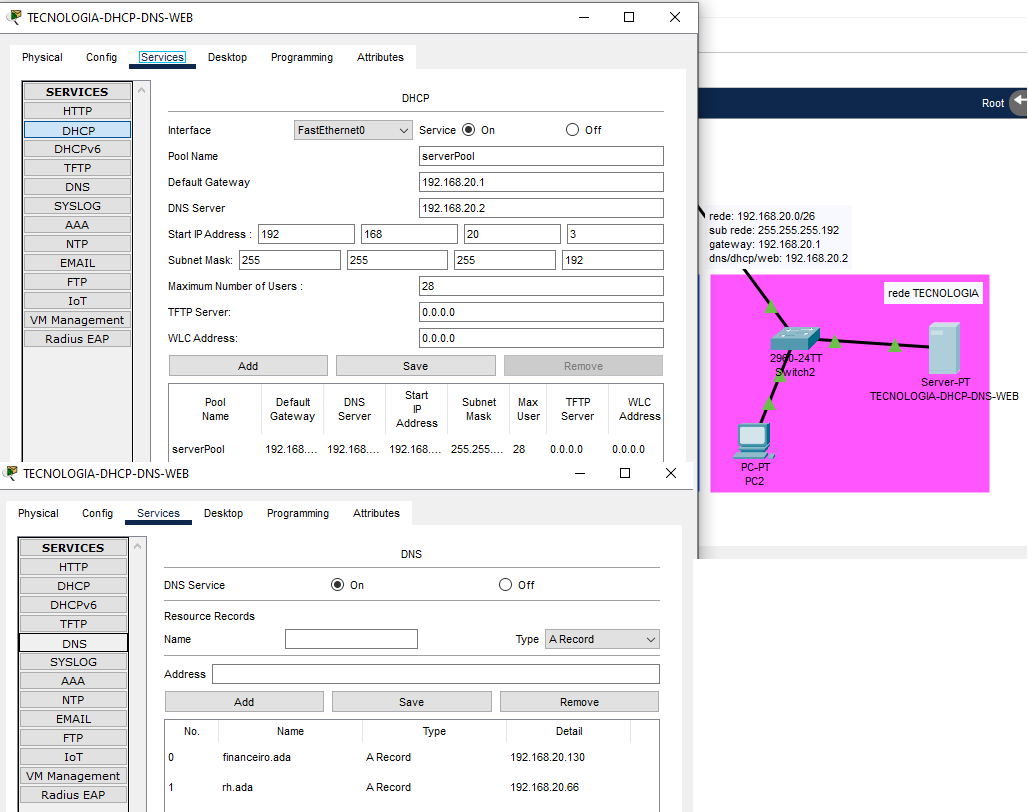 TECNOLOGIA-DHCP-DNS-WEB
Physical Config Services Desktop Programming Attributes
SERVICES
HTTP
DHCP
DHCPv6
TFTP
DNS
SYSLOG
AAA
NTP
EMAIL
FTP
IoT
VM Management
Radius EAP
DHCP
Interface FastEthernet0 Service On Off
Pool Name serverPool
Default Gateway 192.168.20.1
DNS Server 192.168.20.2
Start IP Address : 192 168 20 3
Subnet Mask: 255 255 255 192
Maximum Number of Users : 28
TFTP Server: 0.0.0.0
WLC Address: 0.0.0.0
Add Save Remove
Pool Name Default Gateway DNS Server Start IP Address Subnet Mask Max User TFTP Server WLC Address
serverPool 192.168.... 192.168.... 192.168.... 255.255.... 28 0.0.0.0 0.0.0.0
Root
rede: 192.168.20.0/26
sub rede: 255.255.255.192
gateway: 192.168.20.1
dns/dhcp/web: 192.168.20.2
rede TECNOLOGIA
2960-24TT
Switch2
Server-PT
TECNOLOGIA-DHCP-DNS-WEB
PC-PT
PC2
TECNOLOGIA-DHCP-DNS-WEB
Physical Config Services Desktop Programming Attributes
SERVICES
HTTP
DHCP
DHCPv6
TFTP
DNS
SYSLOG
AAA
NTP
EMAIL
FTP
IoT
VM Management
Radius EAP
DNS
DNS Service On Off
Resource Records
Name Type A Record
Address
Add Save Remove
No. Name Type Detail
0 financeiro.ada A Record 192.168.20.130
1 rh.ada A Record 192.168.20.66